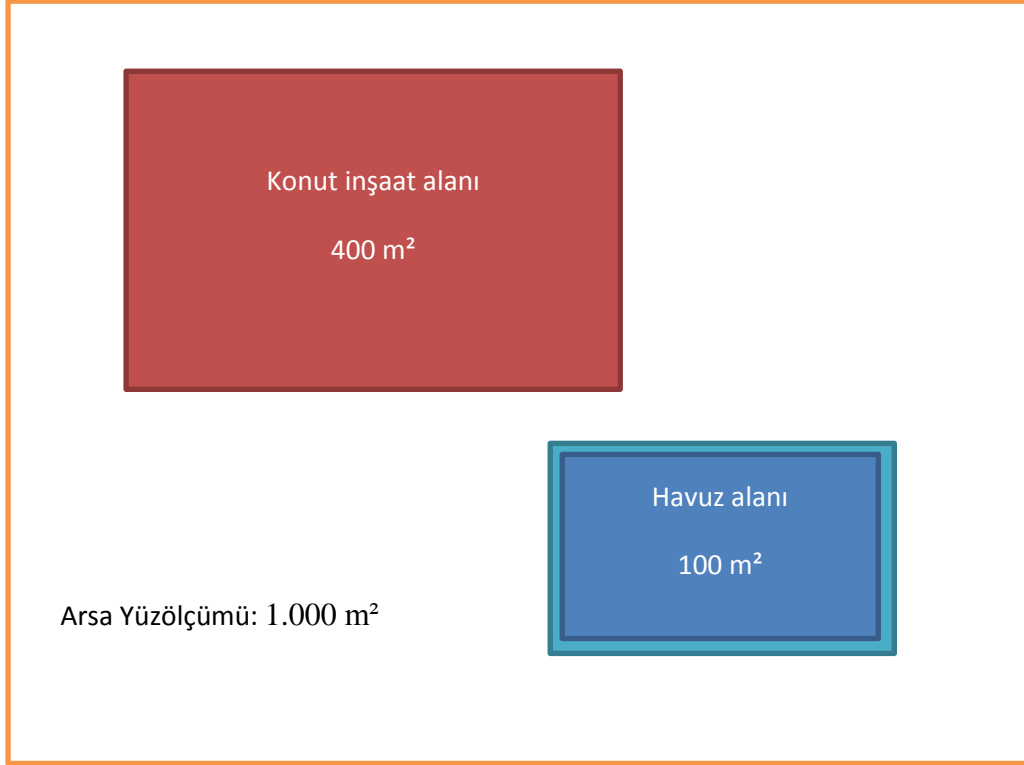 Konut inşaat alanı
400 m²
Havuz alanı
100 m²
Arsa Yüzölçümü: 1.000 m²